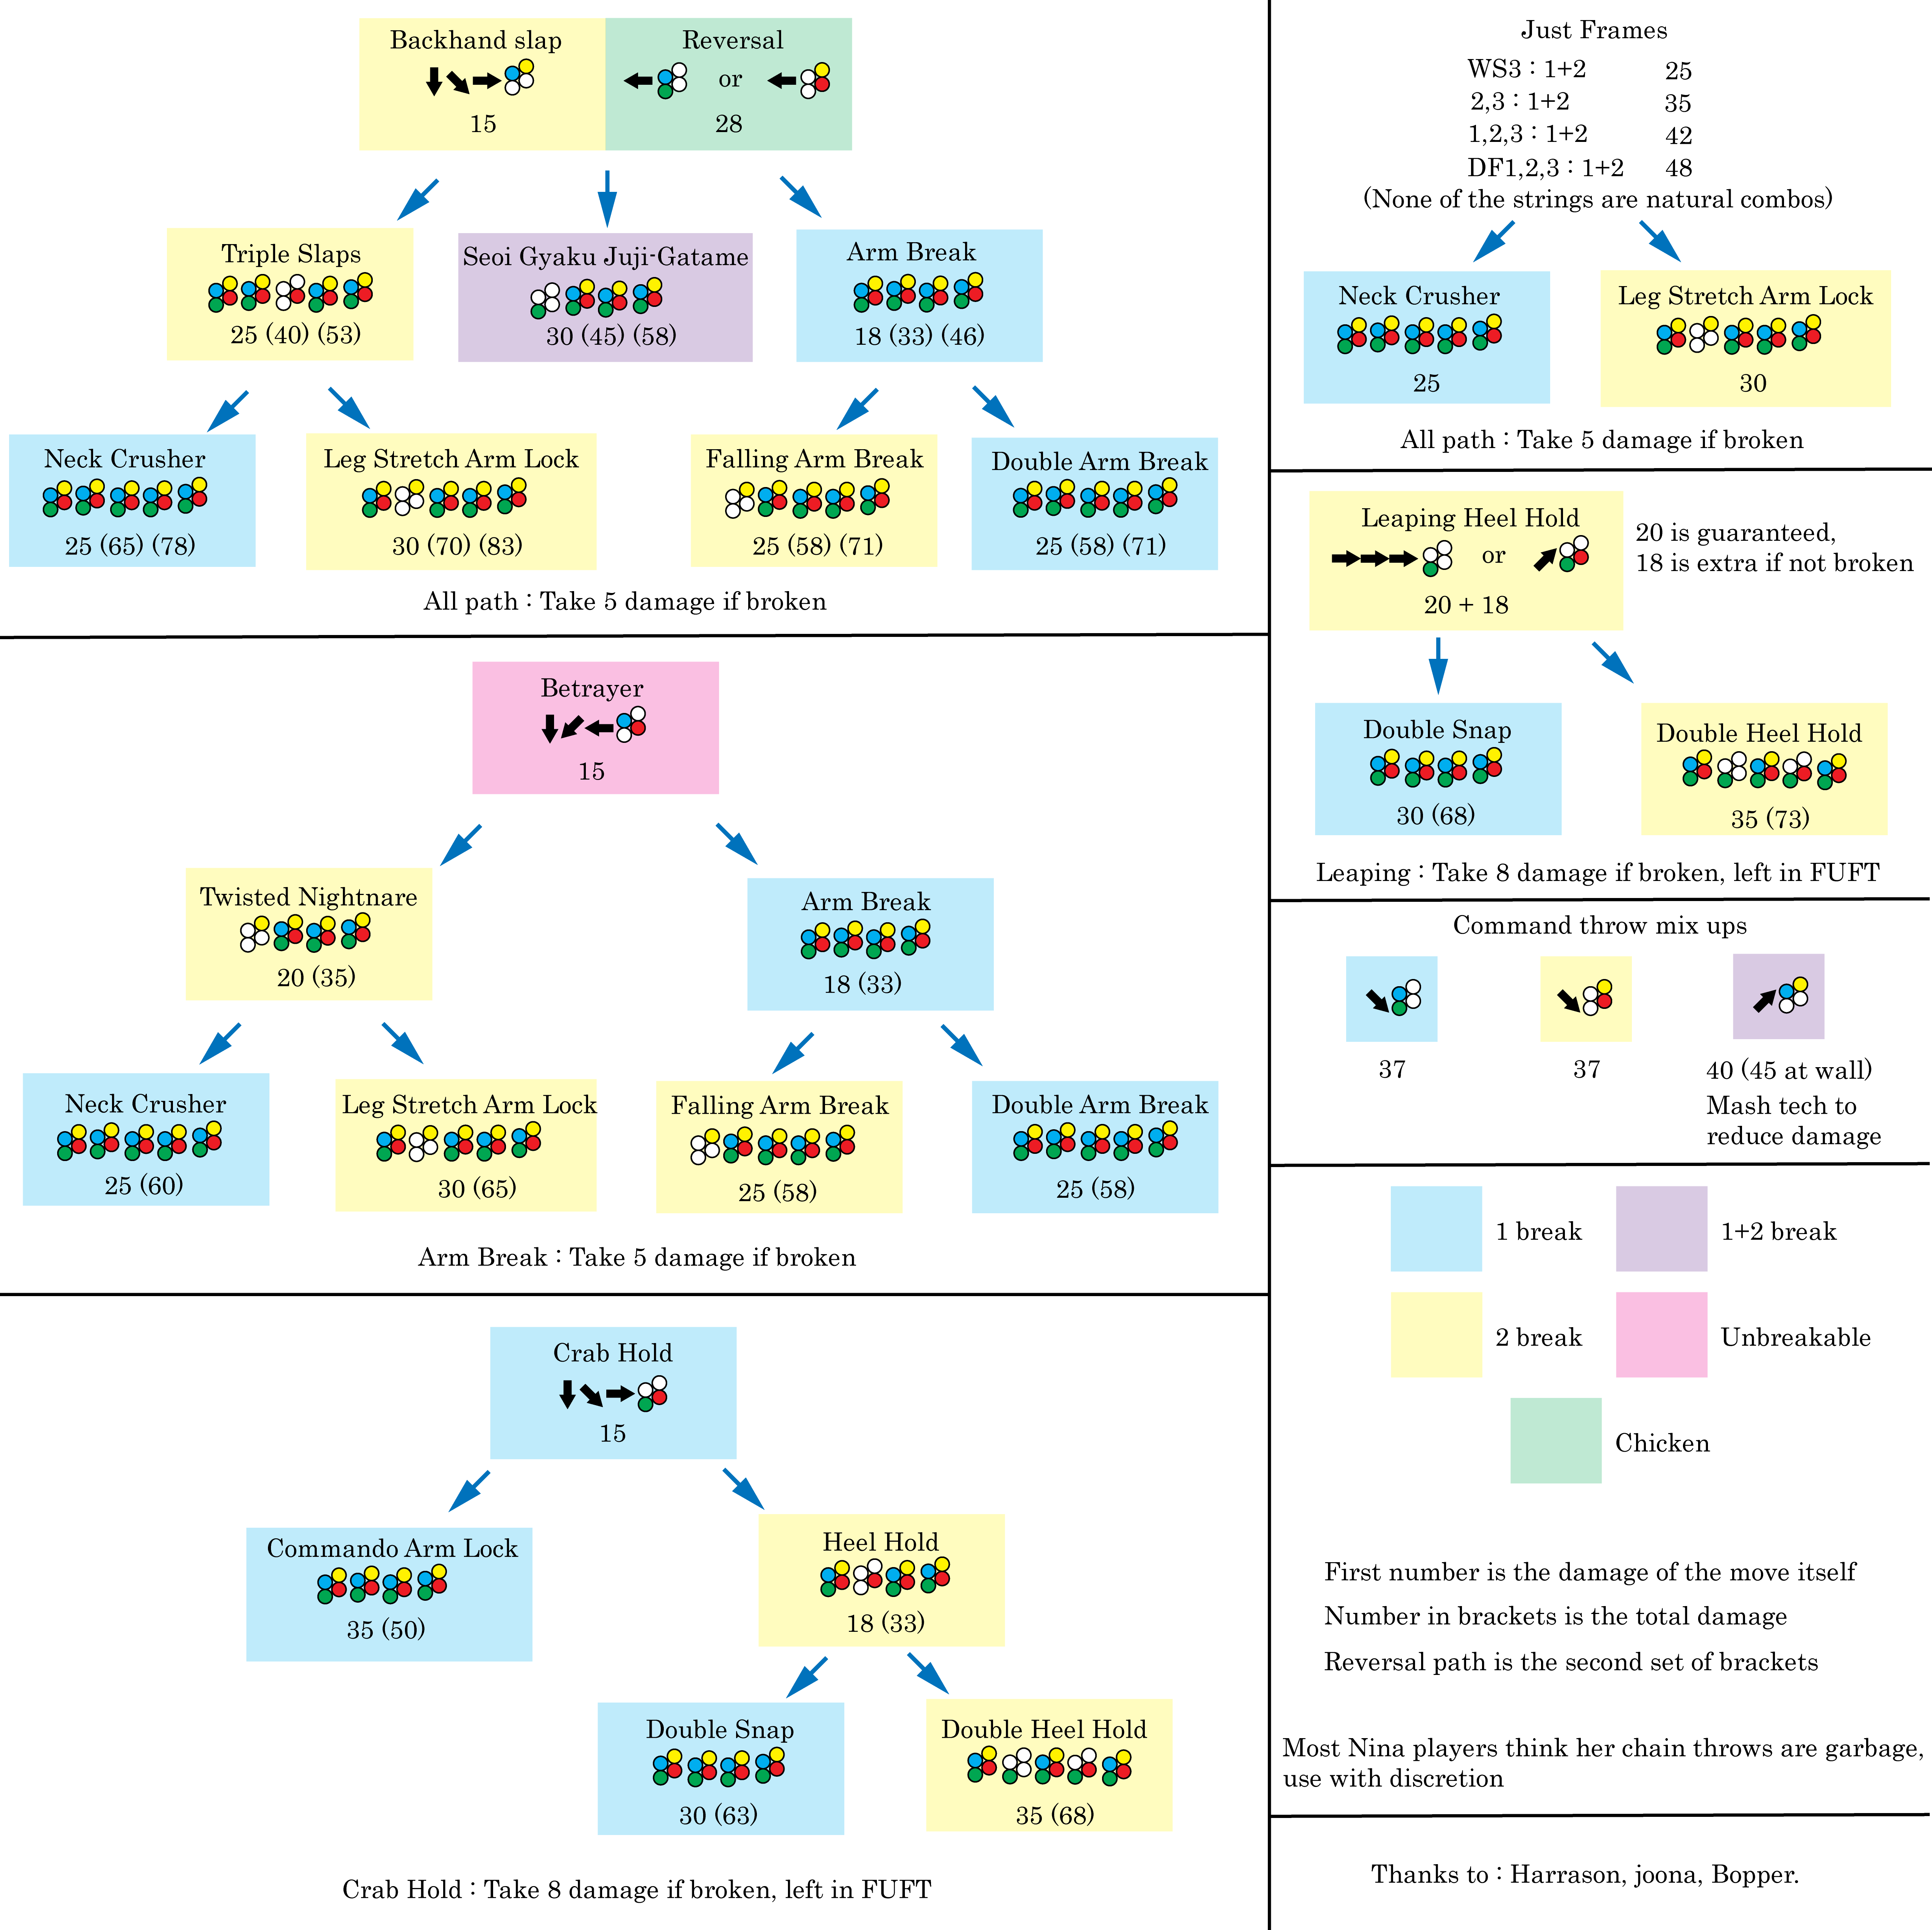 Backhand slap
15
Reversal
or
28
Triple Slaps
25 (40) (53)
Seoi Gyaku Juji-Gatame
30 (45) (58)
Arm Break
18 (33) (46)
Neck Crusher
25 (65) (78)
Leg Stretch Arm Lock
30 (70) (83)
Falling Arm Break
25 (58) (71)
Double Arm Break
25 (58) (71)
All path : Take 5 damage if broken
Betrayer
15
Twisted Nightnare
20 (35)
Arm Break
18 (33)
Neck Crusher
25 (60)
Leg Stretch Arm Lock
30 (65)
Falling Arm Break
25 (58)
Double Arm Break
25 (58)
Arm Break : Take 5 damage if broken
Crab Hold
15
Commando Arm Lock
35 (50)
Heel Hold
18 (33)
Double Snap
30 (63)
Double Heel Hold
35 (68)
Crab Hold : Take 8 damage if broken, left in FUFT
Just Frames
WS3 : 1+2 25
2,3 : 1+2 35
1,2,3 : 1+2 42
DF1,2,3 : 1+2 48
(None of the strings are natural combos)
Neck Crusher
25
Leg Stretch Arm Lock
30
All path : Take 5 damage if broken
Leaping Heel Hold
or
20 + 18
20 is guaranteed,
18 is extra if not broken
Double Snap
30 (68)
Double Heel Hold
35 (73)
Leaping : Take 8 damage if broken, left in FUFT
Command throw mix ups
37
37
40 (45 at wall)
Mash tech to
reduce damage
1 break
1+2 break
2 break
Unbreakable
Chicken
First number is the damage of the move itself
Number in brackets is the total damage
Reversal path is the second set of brackets
Most Nina players think her chain throws are garbage,
use with discretion
Thanks to : Harrason, joona, Bopper.